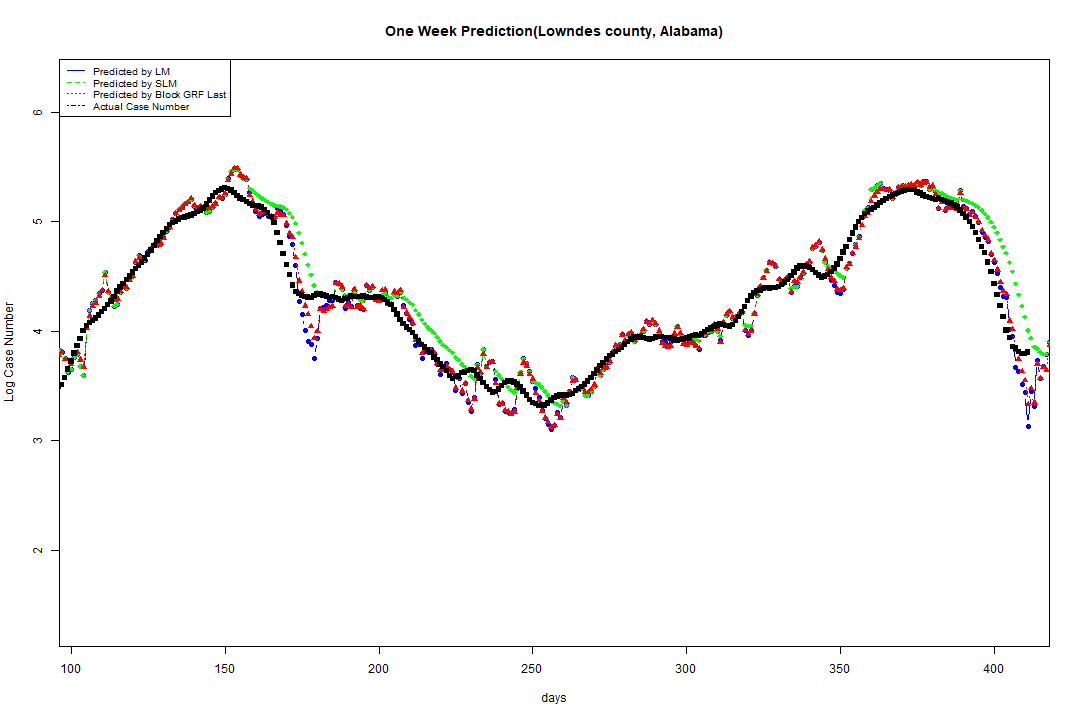 One Week Prediction(Lowndes county, Alabama)
Predicted by LM
Predicted by SLM
Predicted by Block GRF Last
Actual Case Number
6
5
4
3
2
Log Case Number
100 150 200 250 300 350 400
days